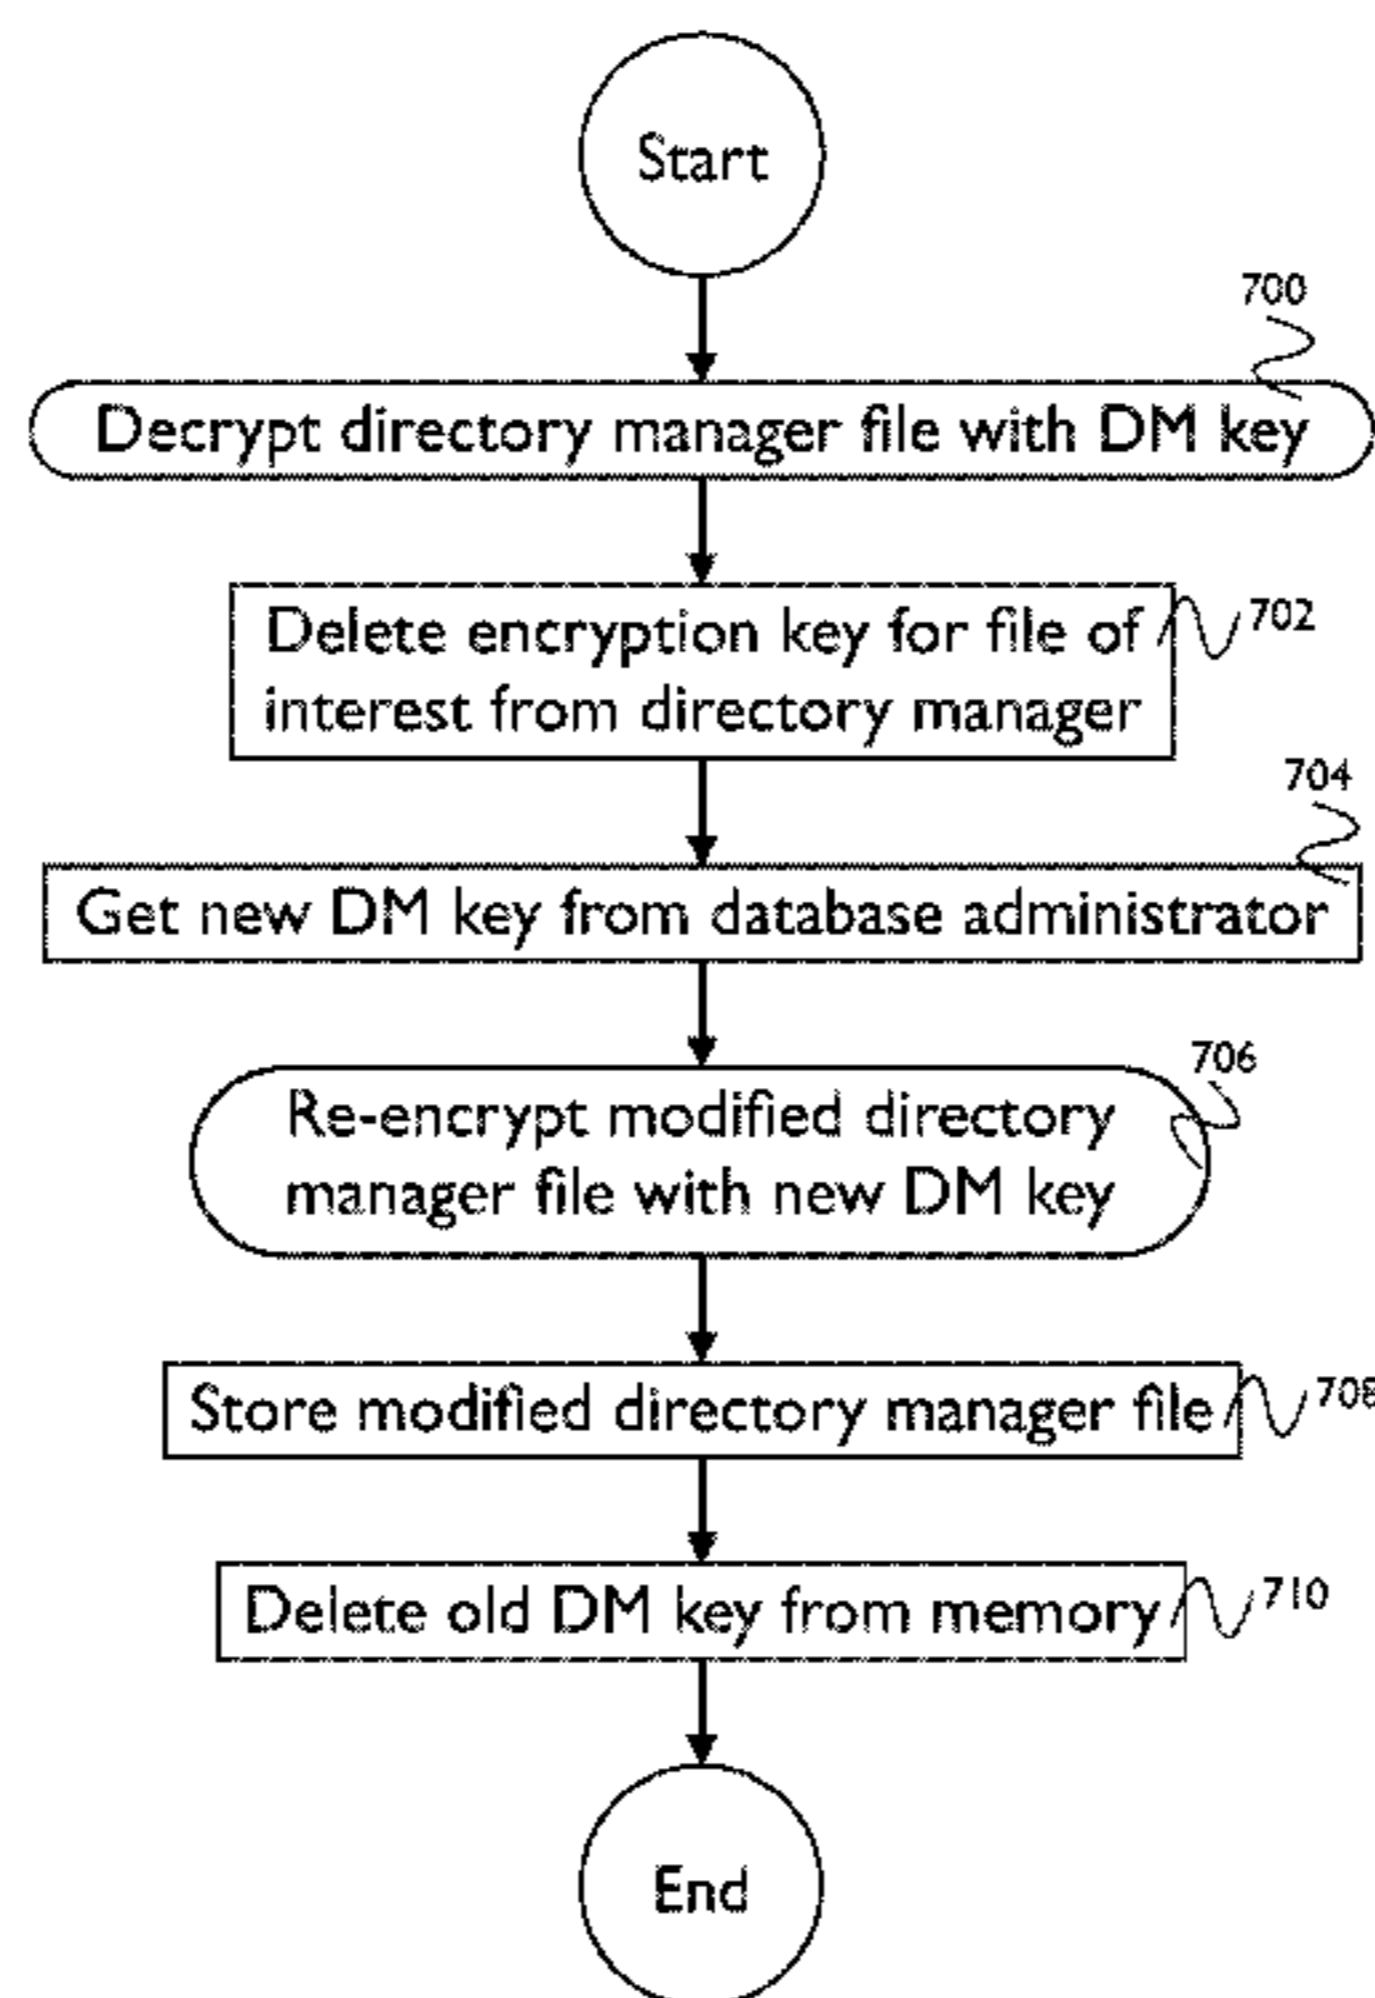 Start
700
Decrypt directory manager file with DM key
Delete encryption key for file of
702
interest from directory manager
704
Get new DM key from database administrator
706
Re-encrypt modified directory
manager file with new DM key
Store modified directory manager file
708
Delete old DM key from memory
710
End